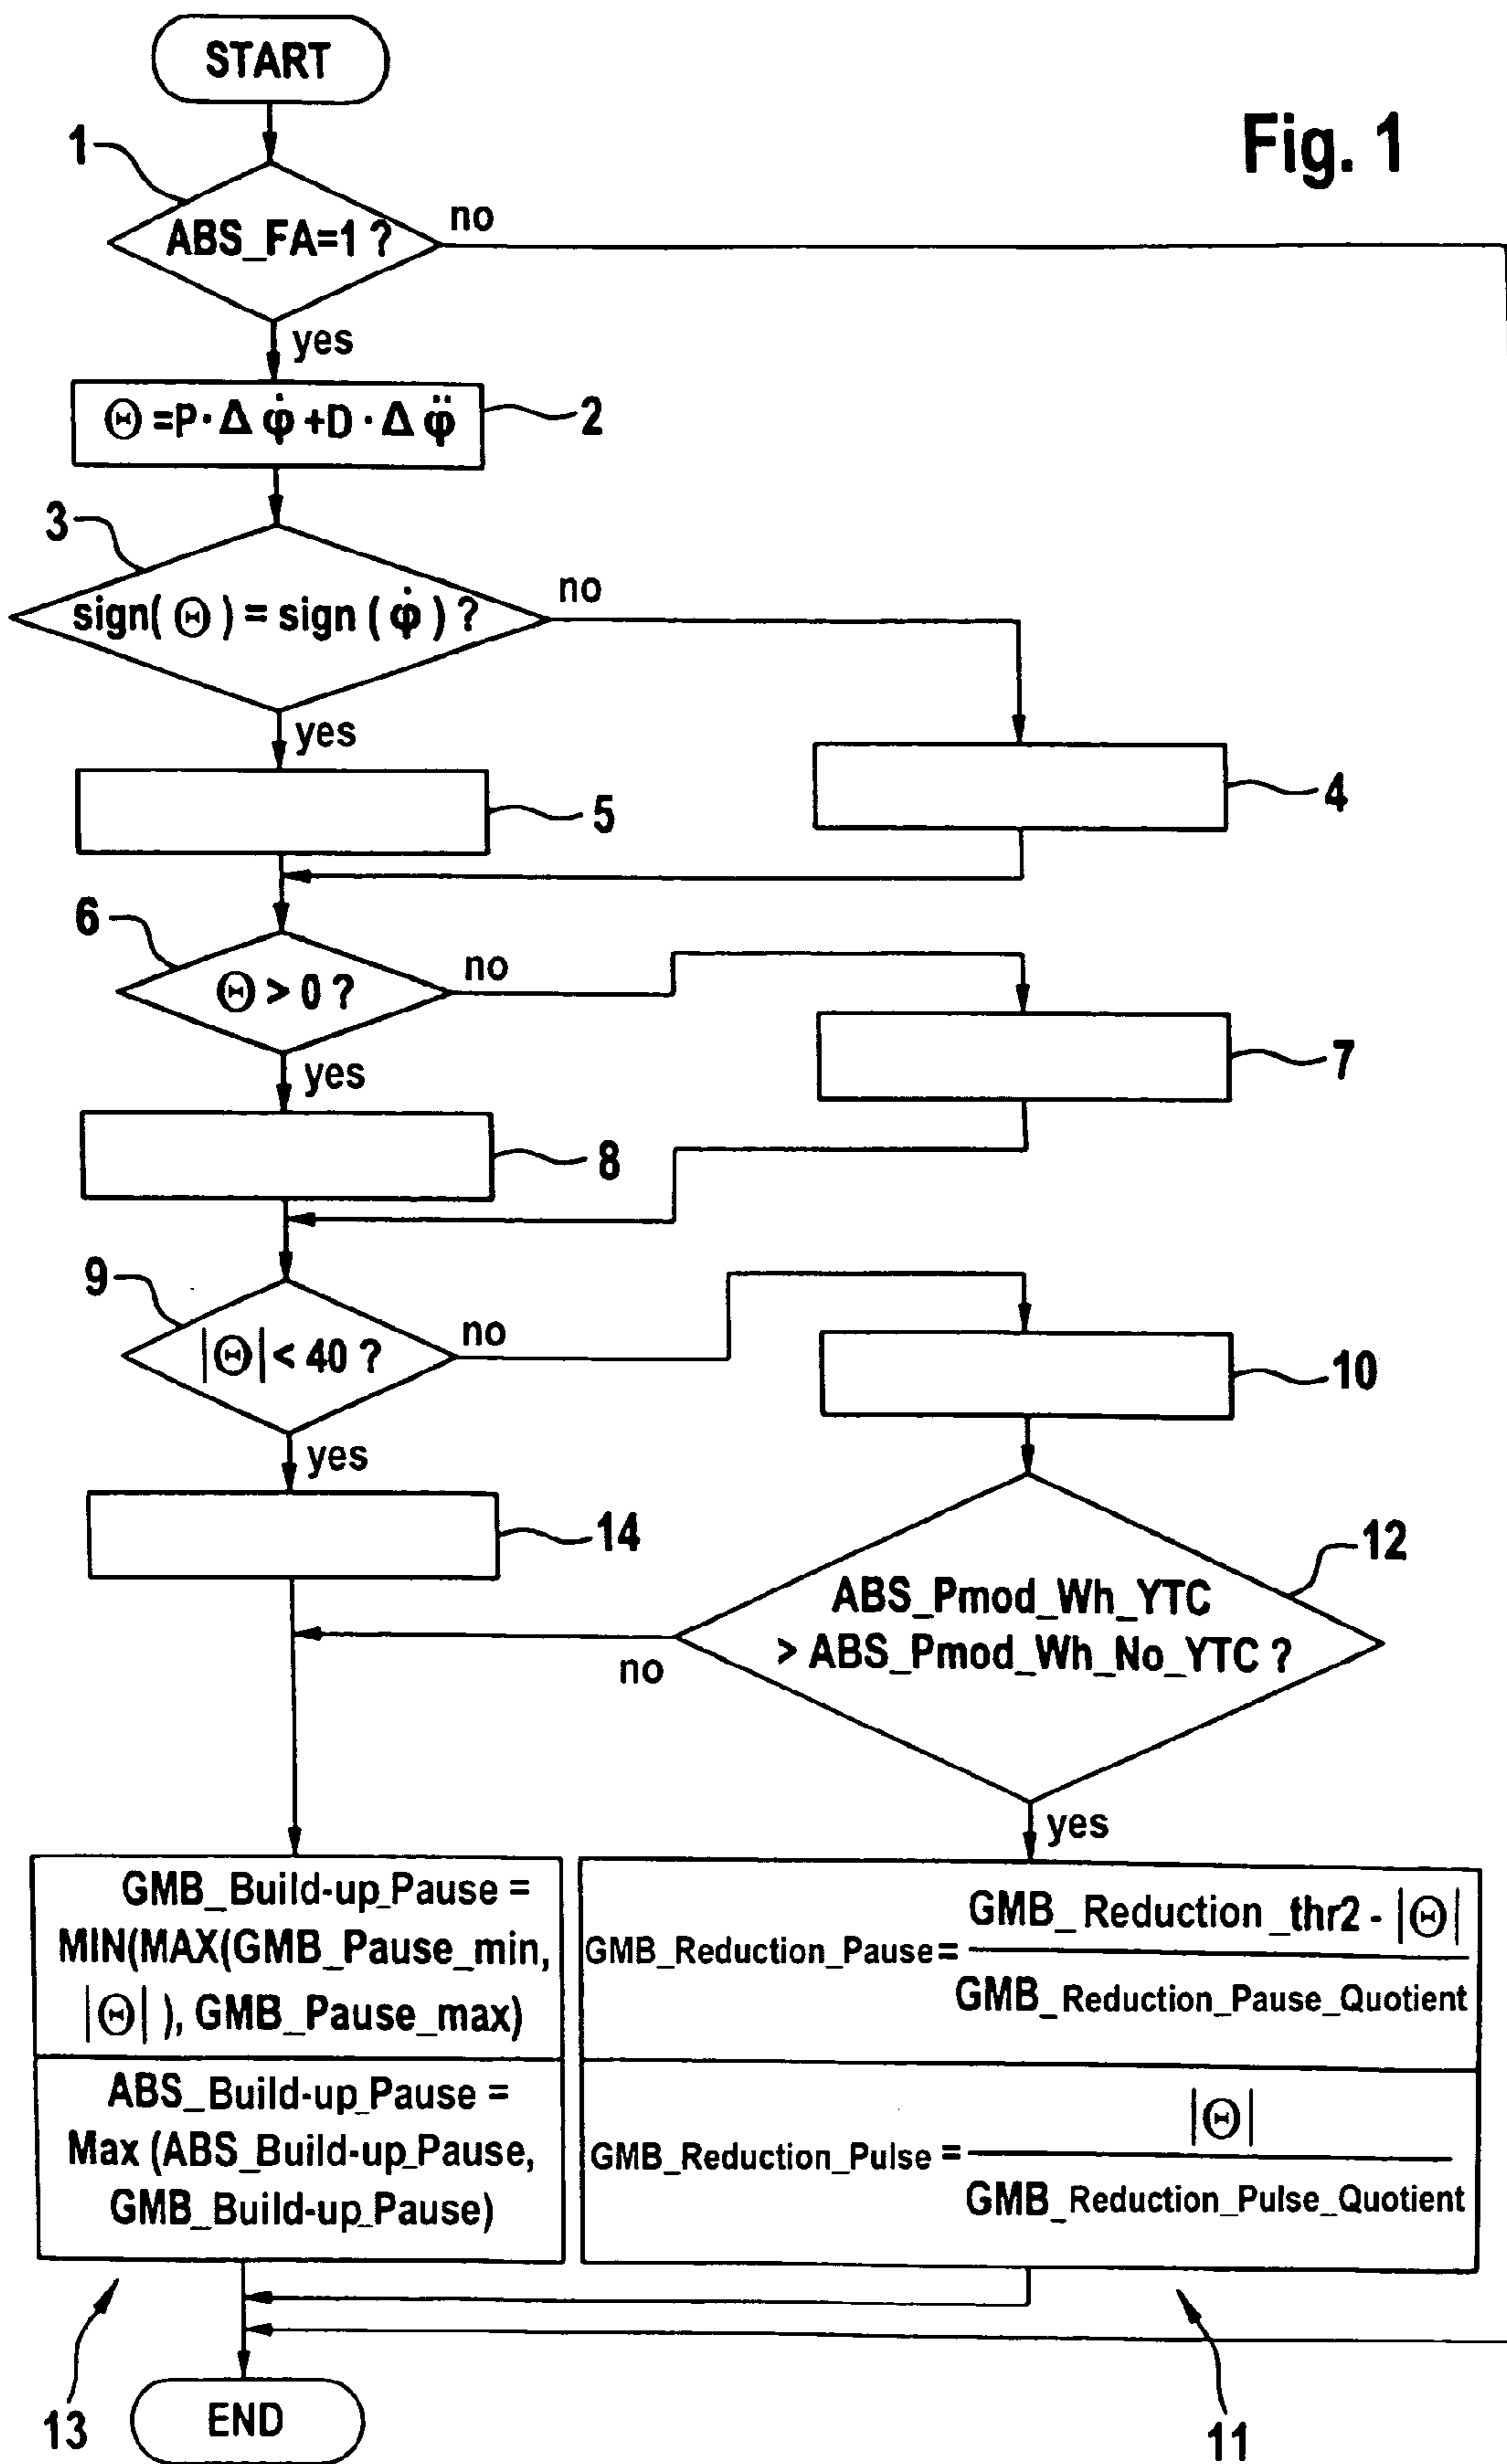 START
Fig. 1
1
ABS_FA=1 ?
no
yes
Θ =P · Δ φ̇ +D · Δ φ̈
2
3
sign( Θ ) = sign ( φ̇ ) ?
no
yes
5
4
6
Θ > 0 ?
no
yes
7
8
9
|Θ| < 40 ?
no
yes
10
14
12
ABS_Pmod_Wh_YTC
> ABS_Pmod_Wh_No_YTC ?
no
yes
GMB_Build-up_Pause =
MIN(MAX(GMB_Pause_min,
|Θ| ), GMB_Pause_max)
ABS_Build-up_Pause =
Max (ABS_Build-up_Pause,
GMB_Build-up_Pause)
GMB_Reduction_thr2 - |Θ|
GMB_Reduction_Pause=
GMB_Reduction_Pause_Quotient
|Θ|
GMB_Reduction_Pulse =
GMB_Reduction_Pulse_Quotient
13
END
11